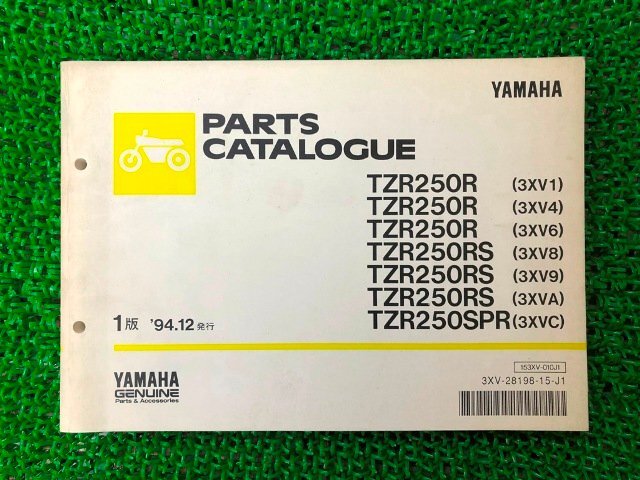 YAMAHA
PARTS
CATALOGUE
TZR250R (3XV1)
TZR250R (3XV4)
TZR250R (3XV6)
TZR250RS (3XV8)
TZR250RS (3XV9)
TZR250RS (3XVA)
TZR250SPR (3XVC)
1版 '94.12 発行
153XV-010J1
3XV-28198-15-J1
YAMAHA
GENUINE
Parts & Accessories